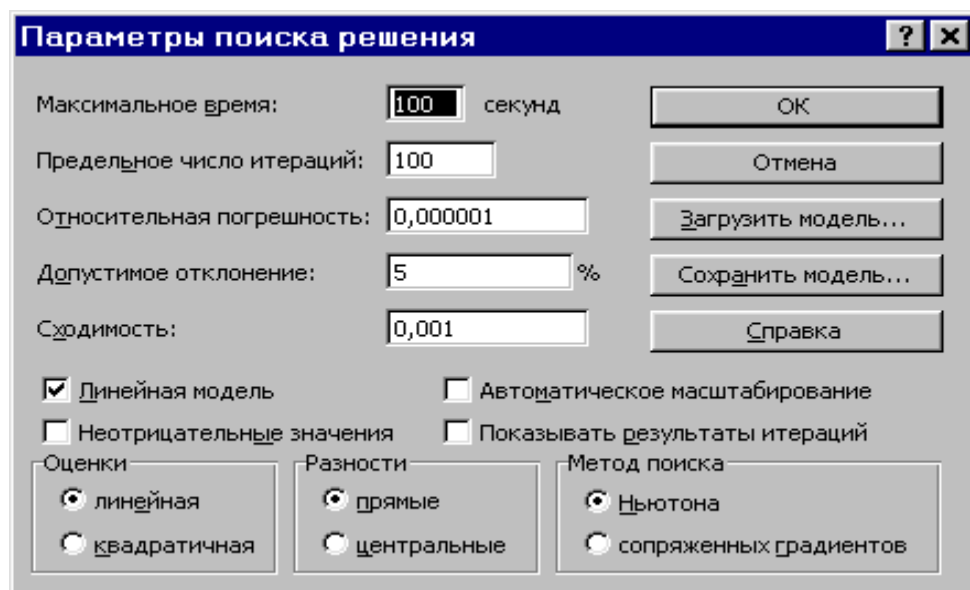 Параметры поиска решения
Максимальное время: 100 секунд OK
Предельное число итераций: 100 Отмена
Относительная погрешность: 0,000001 Загрузить модель...
Допустимое отклонение: 5 % Сохранить модель...
Сходимость: 0,001 Справка
Линейная модель Автоматическое масштабирование
Неотрицательные значения Показывать результаты итераций
Оценки Разности Метод поиска
линейная прямые Ньютона
квадратичная центральные сопряженных градиентов